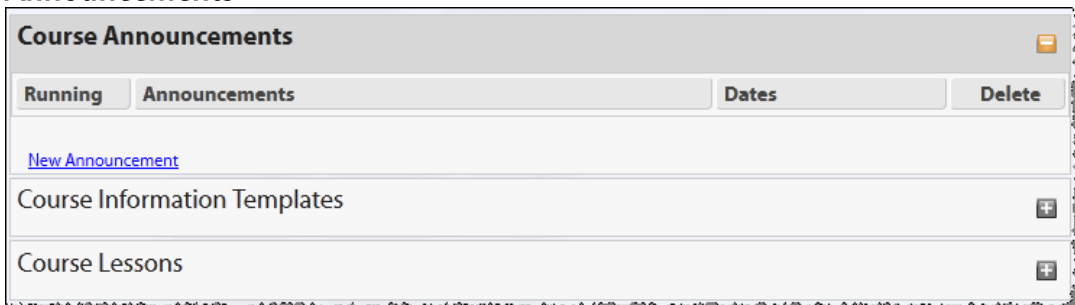 Course Announcements
Running Announcements Dates Delete
New Announcement
Course Information Templates
Course Lessons